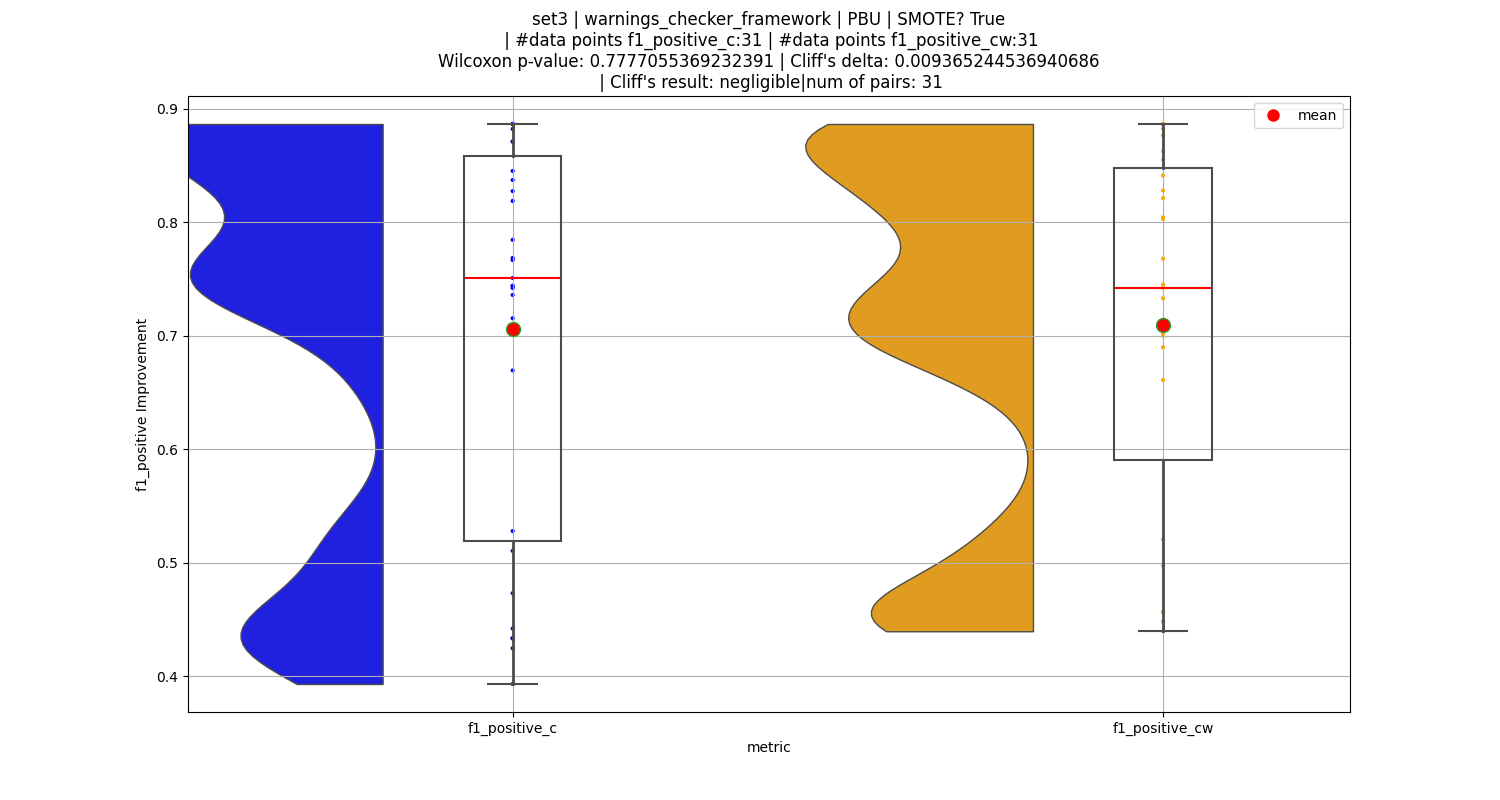 set3 | warnings_checker_framework | PBU | SMOTE? True
| #data points f1_positive_c:31 | #data points f1_positive_cw:31
Wilcoxon p-value: 0.7777055369232391 | Cliff's delta: 0.009365244536940686
| Cliff's result: negligible|num of pairs: 31
mean
f1_positive Improvement
0.9
0.8
0.7
0.6
0.5
0.4
f1_positive_c
f1_positive_cw
metric